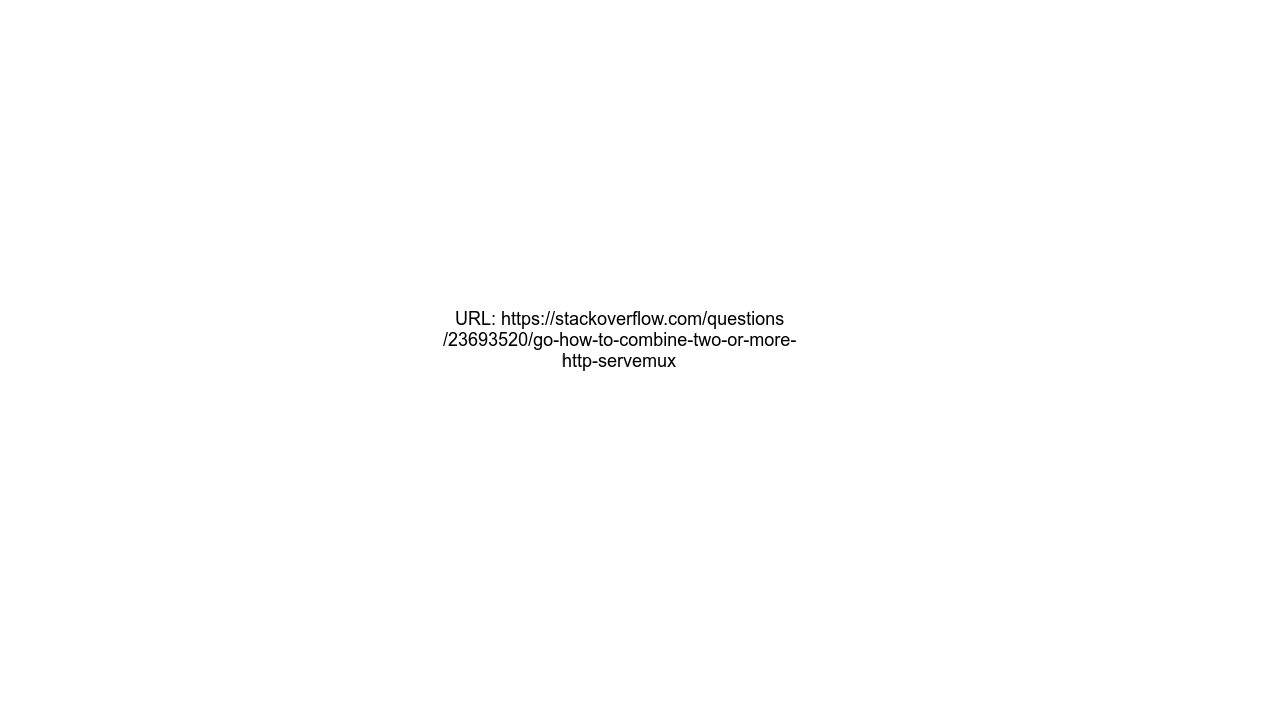 URL: https://stackoverflow.com/questions
/23693520/go-how-to-combine-two-or-more-
http-servemux